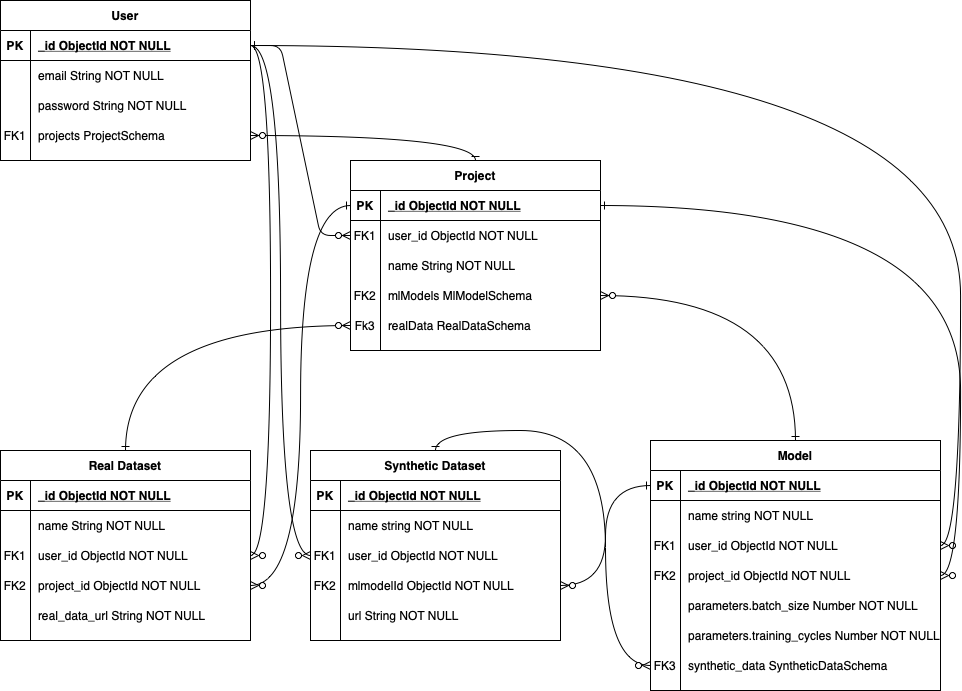 User
PK _id ObjectId NOT NULL
email String NOT NULL
password String NOT NULL
FK1 projects ProjectSchema
Project
PK _id ObjectId NOT NULL
FK1 user_id ObjectId NOT NULL
name String NOT NULL
FK2 mlModels MlModelSchema
Fk3 realData RealDataSchema
Real Dataset
PK _id ObjectId NOT NULL
name String NOT NULL
FK1 user_id ObjectId NOT NULL
FK2 project_id ObjectId NOT NULL
real_data_url String NOT NULL
Synthetic Dataset
PK _id ObjectId NOT NULL
name string NOT NULL
FK1 user_id ObjectId NOT NULL
FK2 mlmodelId ObjectId NOT NULL
url String NOT NULL
Model
PK _id ObjectId NOT NULL
name string NOT NULL
FK1 user_id ObjectId NOT NULL
FK2 project_id ObjectId NOT NULL
parameters.batch_size Number NOT NULL
parameters.training_cycles Number NOT NULL
FK3 synthetic_data SyntheticDataSchema